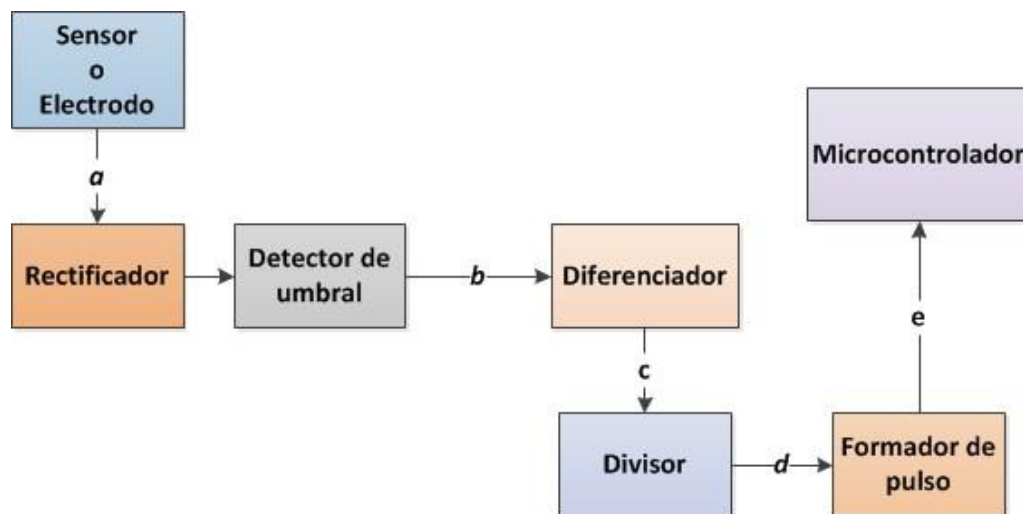 Sensor
o
Electrodo
a
Rectificador
Detector de
umbral
b
Diferenciador
c
Divisor
d
Formador de
pulso
e
Microcontrolador